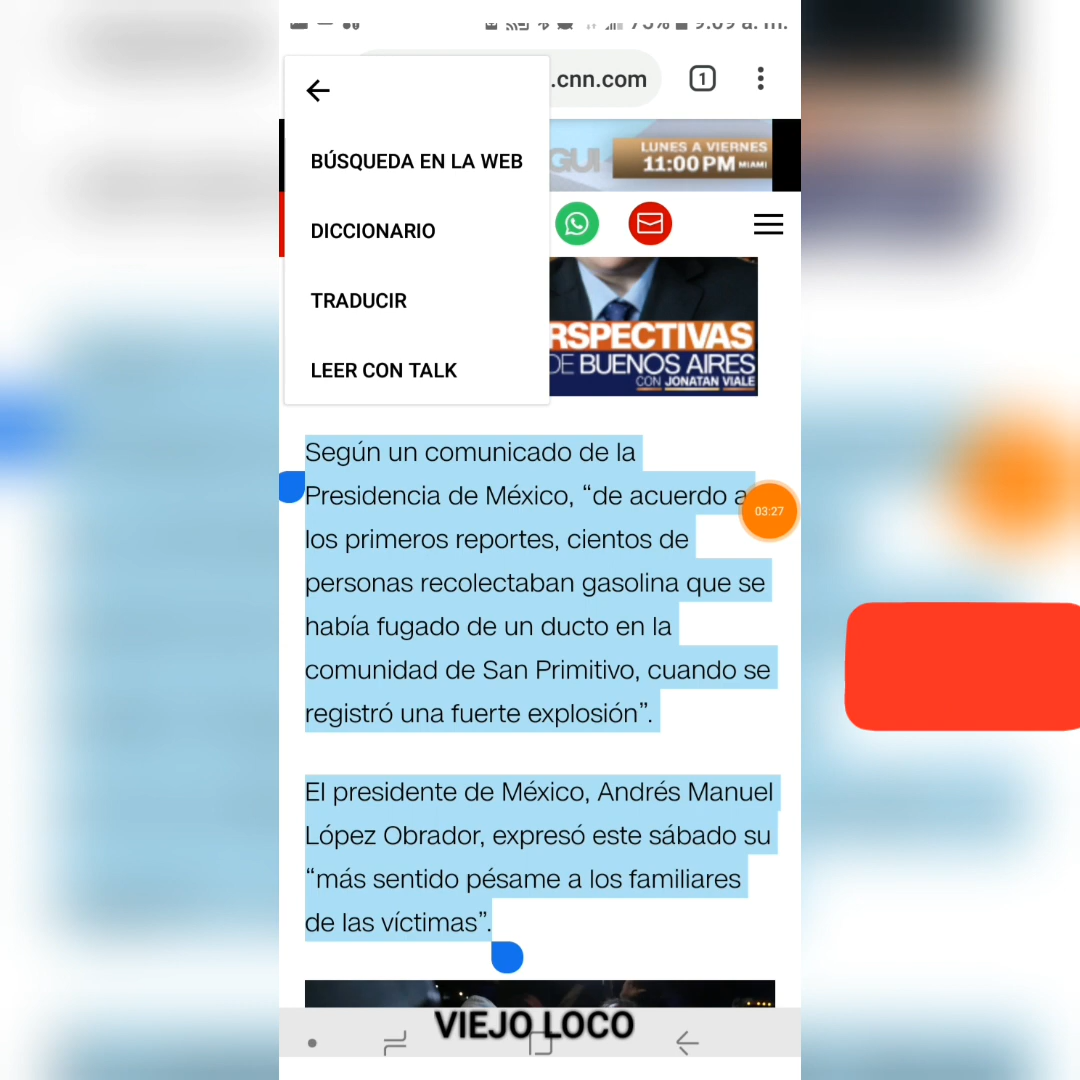 75% 9:09 a. m.
.cnn.com
1
GUI
LUNES A VIERNES
11:00 PM MIAMI
BÚSQUEDA EN LA WEB
DICCIONARIO
TRADUCIR
LEER CON TALK
RSPECTIVAS
DE BUENOS AIRES
CON JONATAN VIALE
Según un comunicado de la
Presidencia de México, “de acuerdo a
03:27
los primeros reportes, cientos de
personas recolectaban gasolina que se
había fugado de un ducto en la
comunidad de San Primitivo, cuando se
registró una fuerte explosión”.
El presidente de México, Andrés Manuel
López Obrador, expresó este sábado su
“más sentido pésame a los familiares
de las víctimas”.
VIEJO LOCO